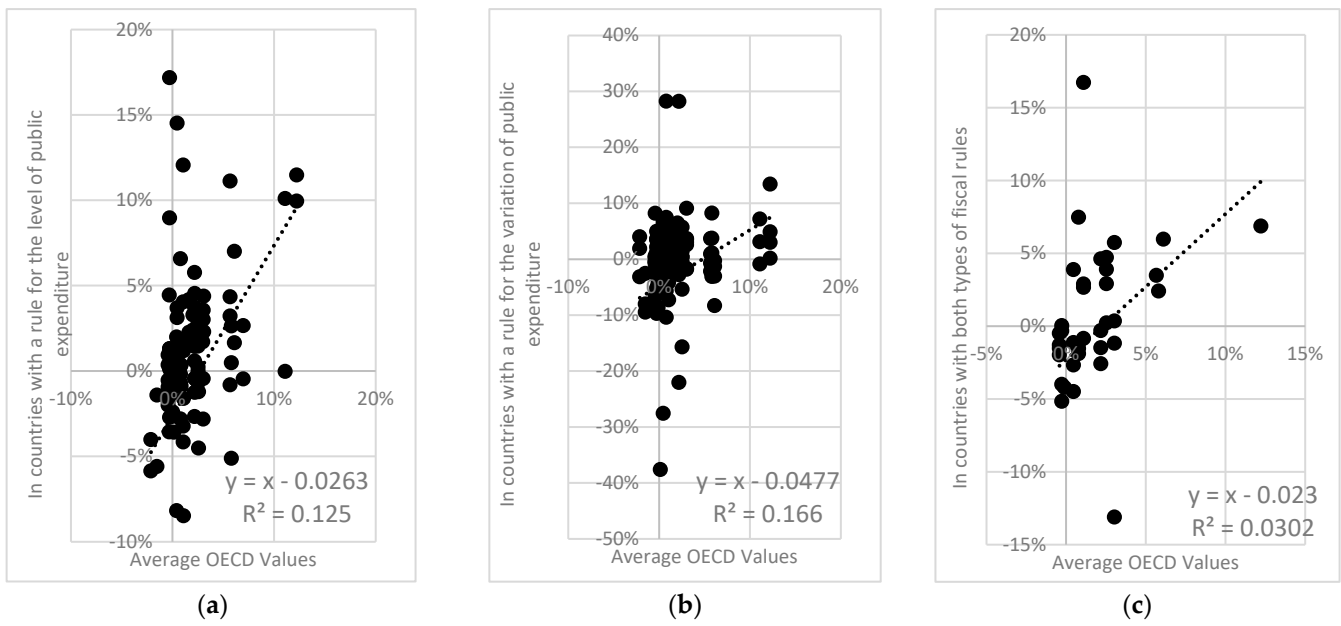 In countries with a rule for the level of public
expenditure
20%
15%
10%
5%
0%
-5%
-10%
-10%
0%
10%
20%
y = x - 0.0263
R² = 0.125
Average OECD Values
(a)
In countries with a rule for the variation of public
expenditure
40%
30%
20%
10%
0%
-10%
-20%
-30%
-40%
-50%
-10%
0%
10%
20%
y = x - 0.0477
R² = 0.166
Average OECD Values
(b)
In countries with both types of fiscal rules
20%
15%
10%
5%
0%
-5%
-10%
-15%
-5%
0%
5%
10%
15%
y = x - 0.023
R² = 0.0302
Average OECD Values
(c)